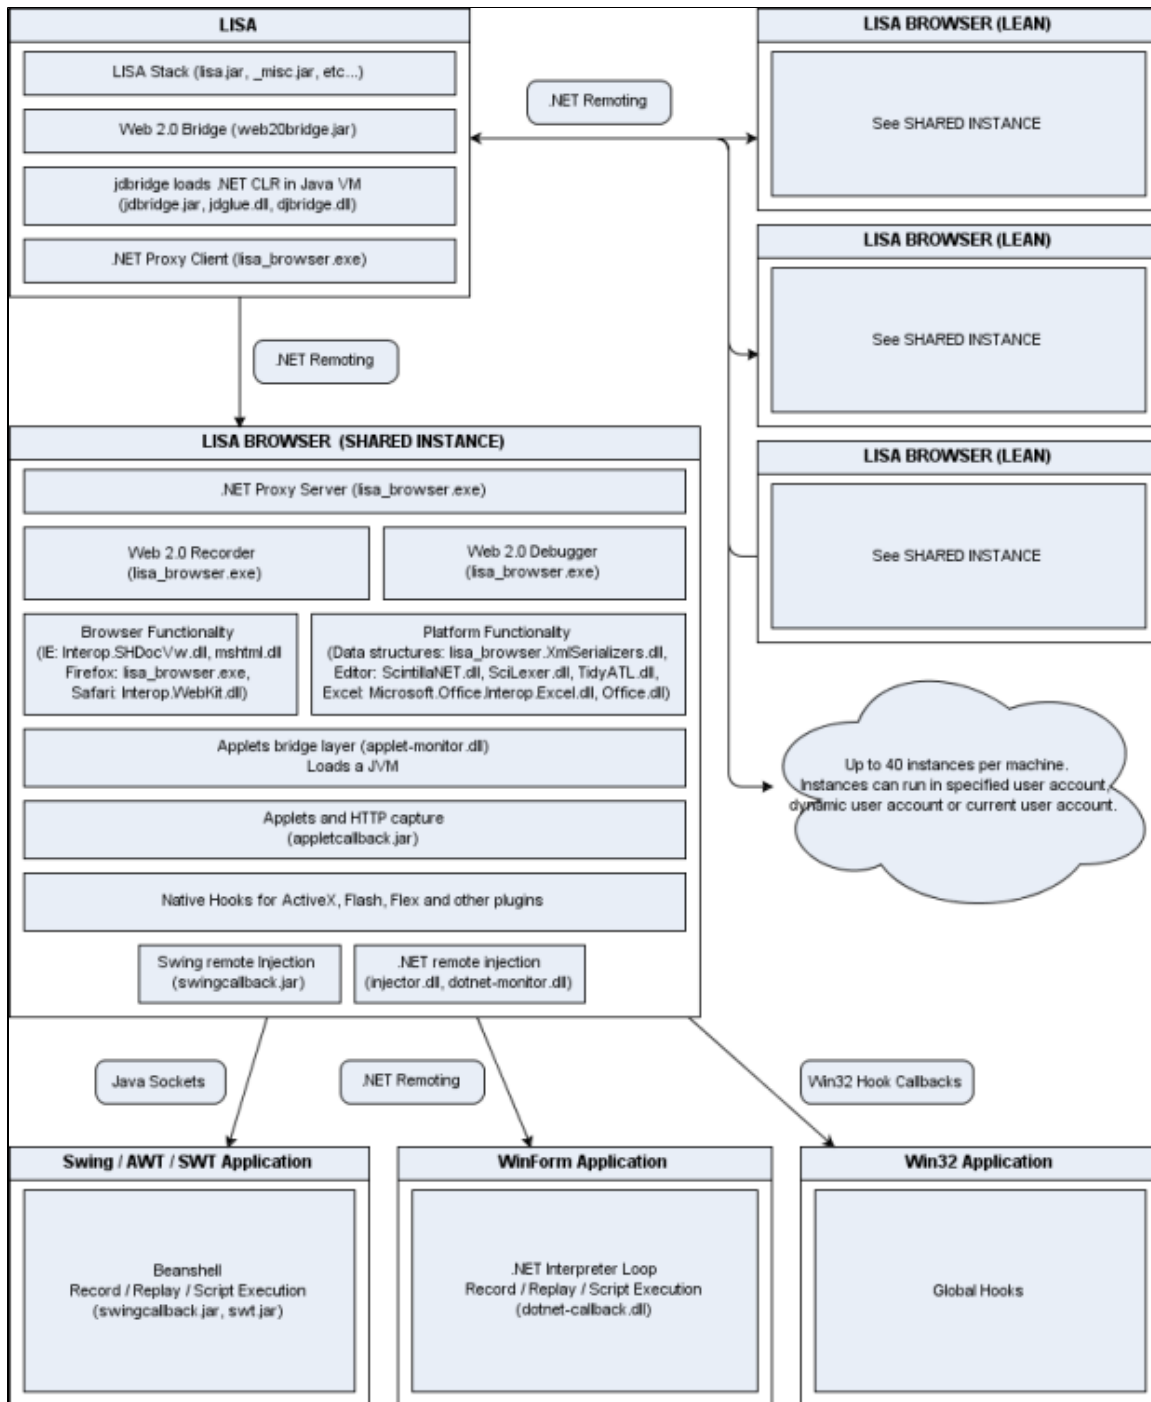 LISA
LISA Stack (lisa.jar, _misc.jar, etc...)
Web 2.0 Bridge (web20bridge.jar)
jdbridge loads .NET CLR in Java VM
(jdbridge.jar, jdglue.dll, djbridge.dll)
.NET Proxy Client (lisa_browser.exe)
.NET Remoting
LISA BROWSER (LEAN)
See SHARED INSTANCE
LISA BROWSER (LEAN)
See SHARED INSTANCE
LISA BROWSER (LEAN)
See SHARED INSTANCE
.NET Remoting
LISA BROWSER (SHARED INSTANCE)
.NET Proxy Server (lisa_browser.exe)
Web 2.0 Recorder
(lisa_browser.exe)
Web 2.0 Debugger
(lisa_browser.exe)
Browser Functionality
(IE: Interop.SHDocVw.dll, mshtml.dll
Firefox: lisa_browser.exe,
Safari: Interop.WebKit.dll)
Platform Functionality
(Data structures: lisa_browser.XmlSerializers.dll,
Editor: ScintillaNET.dll, SciLexer.dll, TidyATL.dll,
Excel: Microsoft.Office.Interop.Excel.dll, Office.dll)
Applets bridge layer (applet-monitor.dll)
Loads a JVM
Applets and HTTP capture
(appletcallback.jar)
Native Hooks for ActiveX, Flash, Flex and other plugins
Swing remote Injection
(swingcallback.jar)
.NET remote injection
(injector.dll, dotnet-monitor.dll)
Up to 40 instances per machine.
Instances can run in specified user account,
dynamic user account or current user account.
Java Sockets
.NET Remoting
Win32 Hook Callbacks
Swing / AWT / SWT Application
Beanshell
Record / Replay / Script Execution
(swingcallback.jar, swt.jar)
WinForm Application
.NET Interpreter Loop
Record / Replay / Script Execution
(dotnet-callback.dll)
Win32 Application
Global Hooks